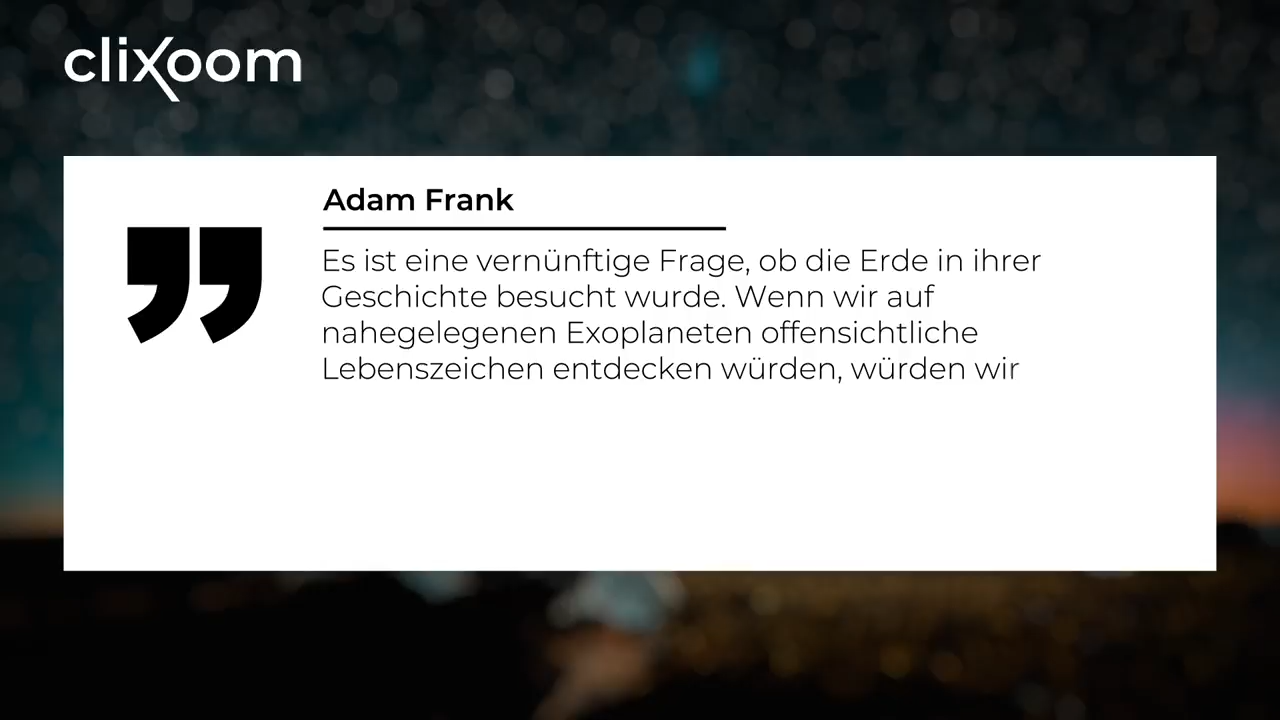 clixoom
Adam Frank
Es ist eine vernünftige Frage, ob die Erde in ihrer
Geschichte besucht wurde. Wenn wir auf
nahegelegenen Exoplaneten offensichtliche
Lebenszeichen entdecken würden, würden wir